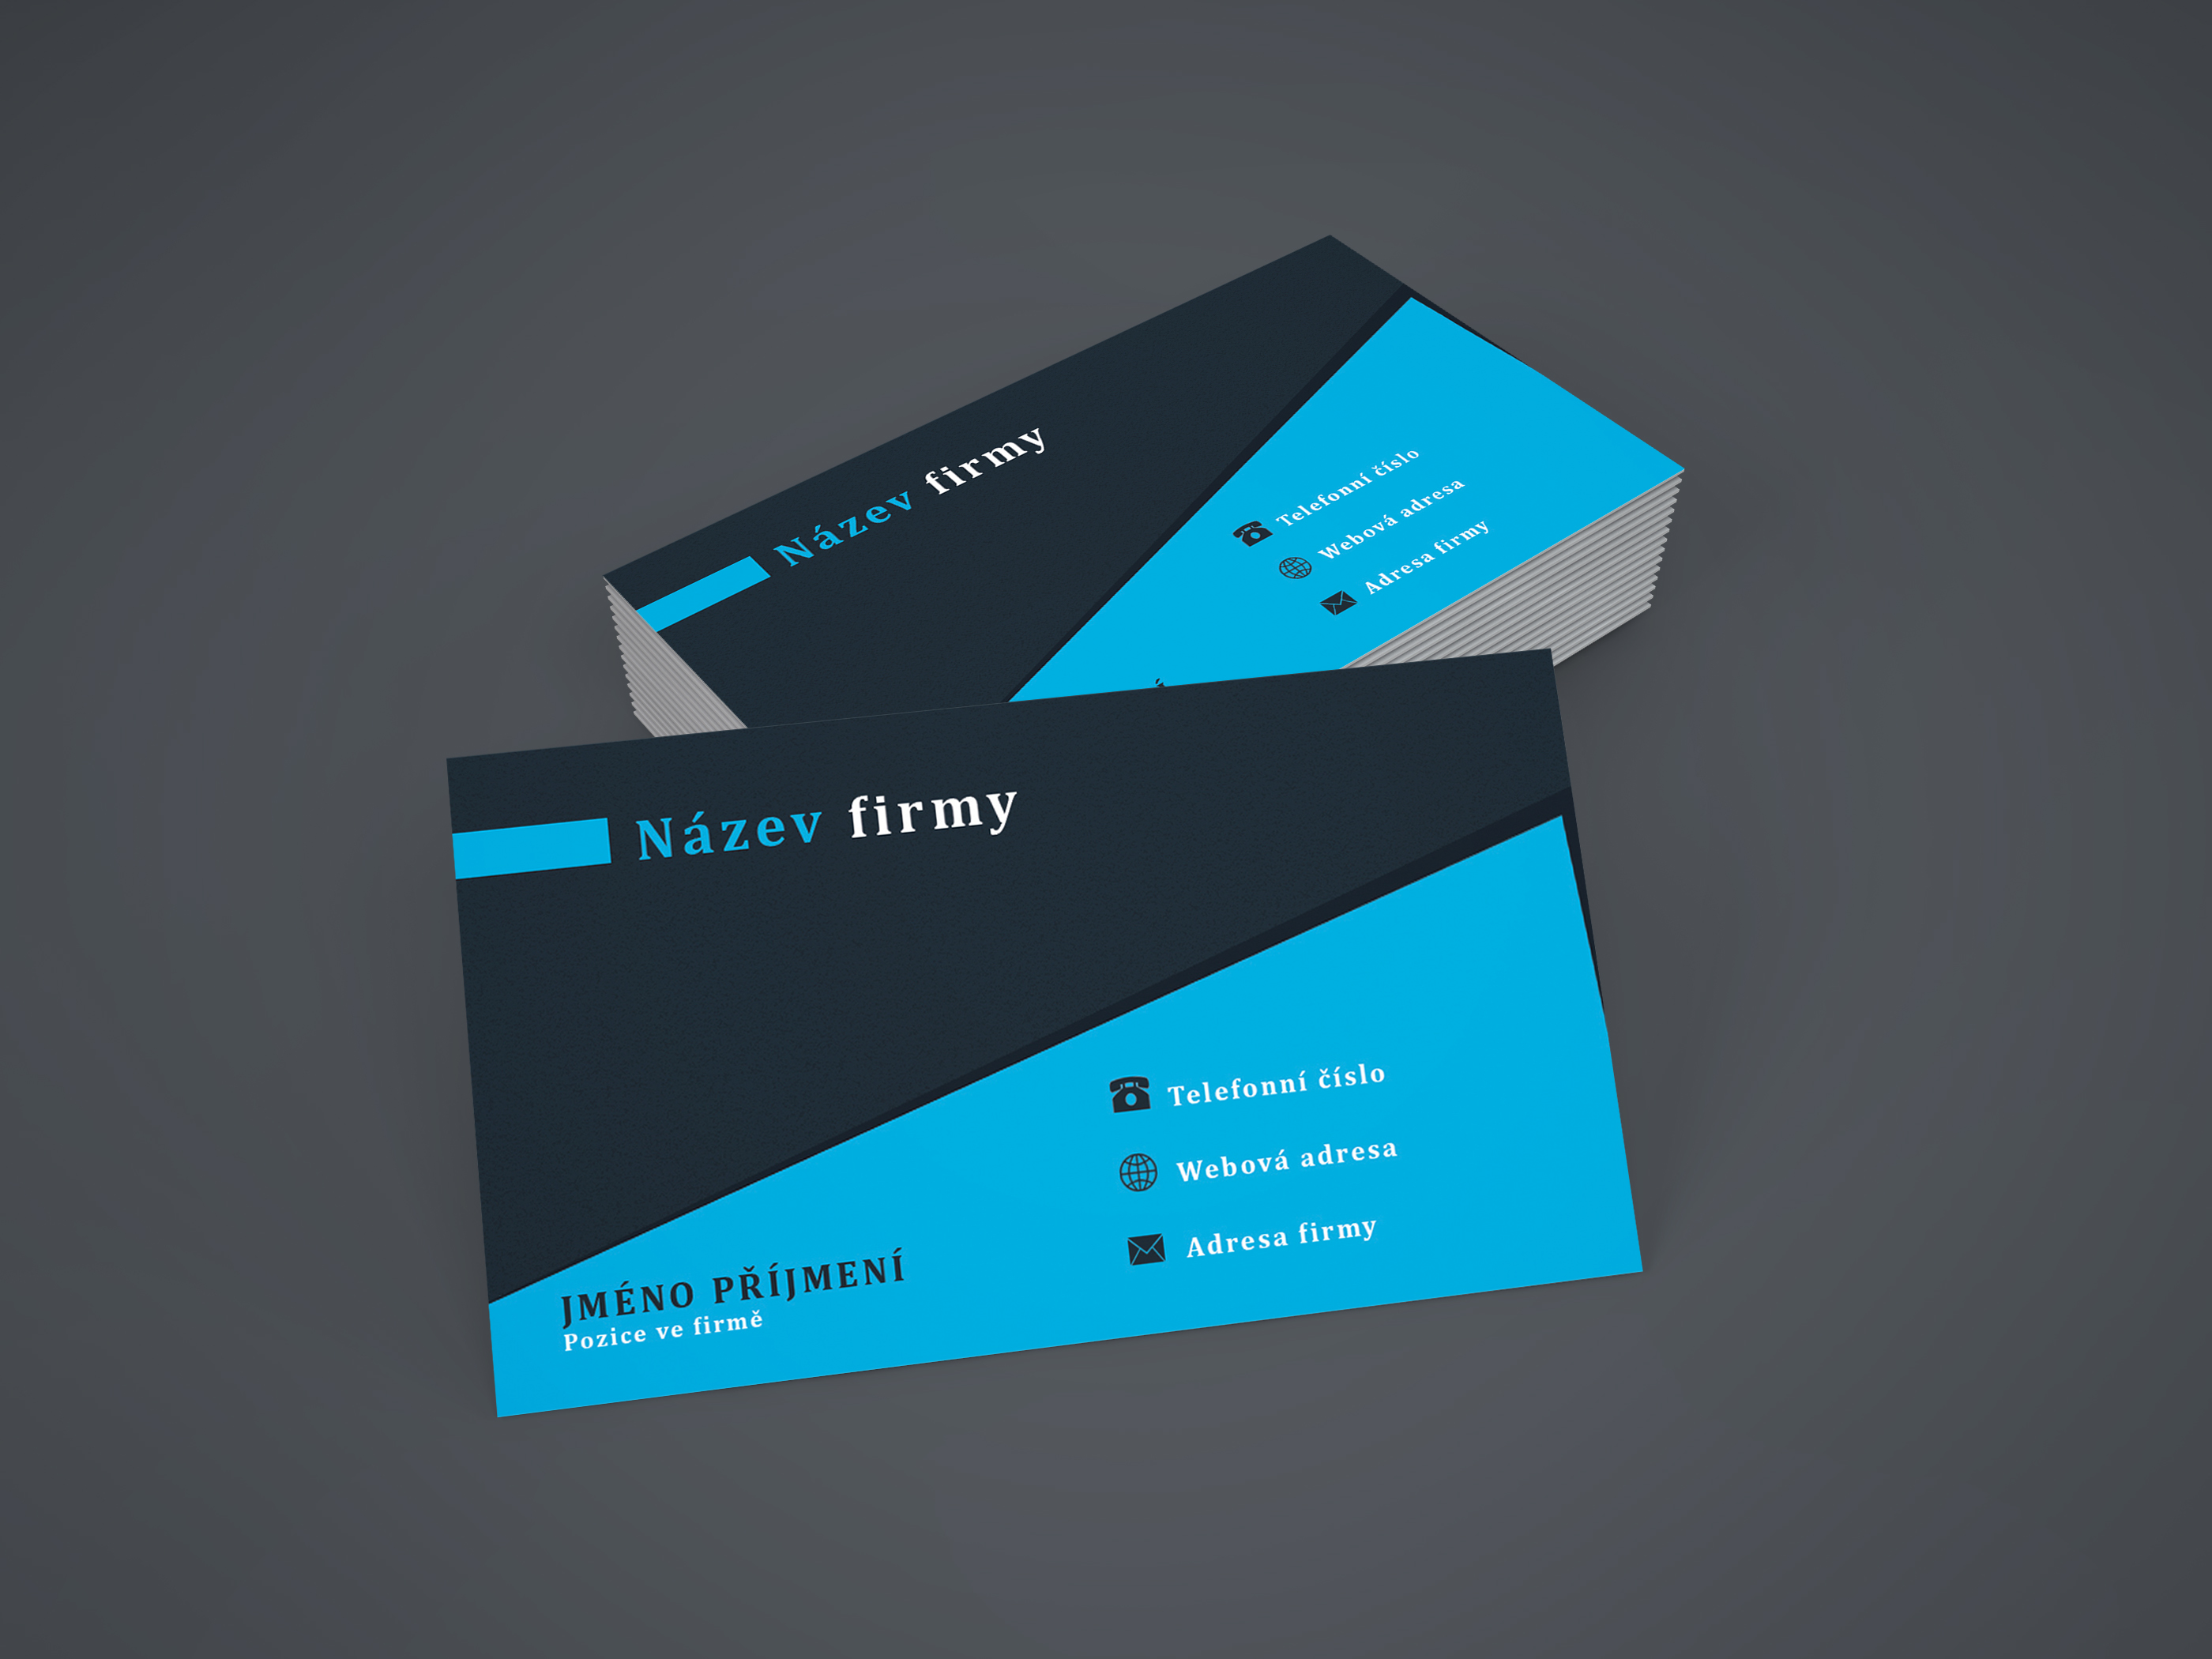 Název firmy
Telefonní číslo
Webová adresa
Adresa firmy
Název firmy
Telefonní číslo
Webová adresa
Adresa firmy
JMÉNO PŘÍJMENÍ
Pozice ve firmě